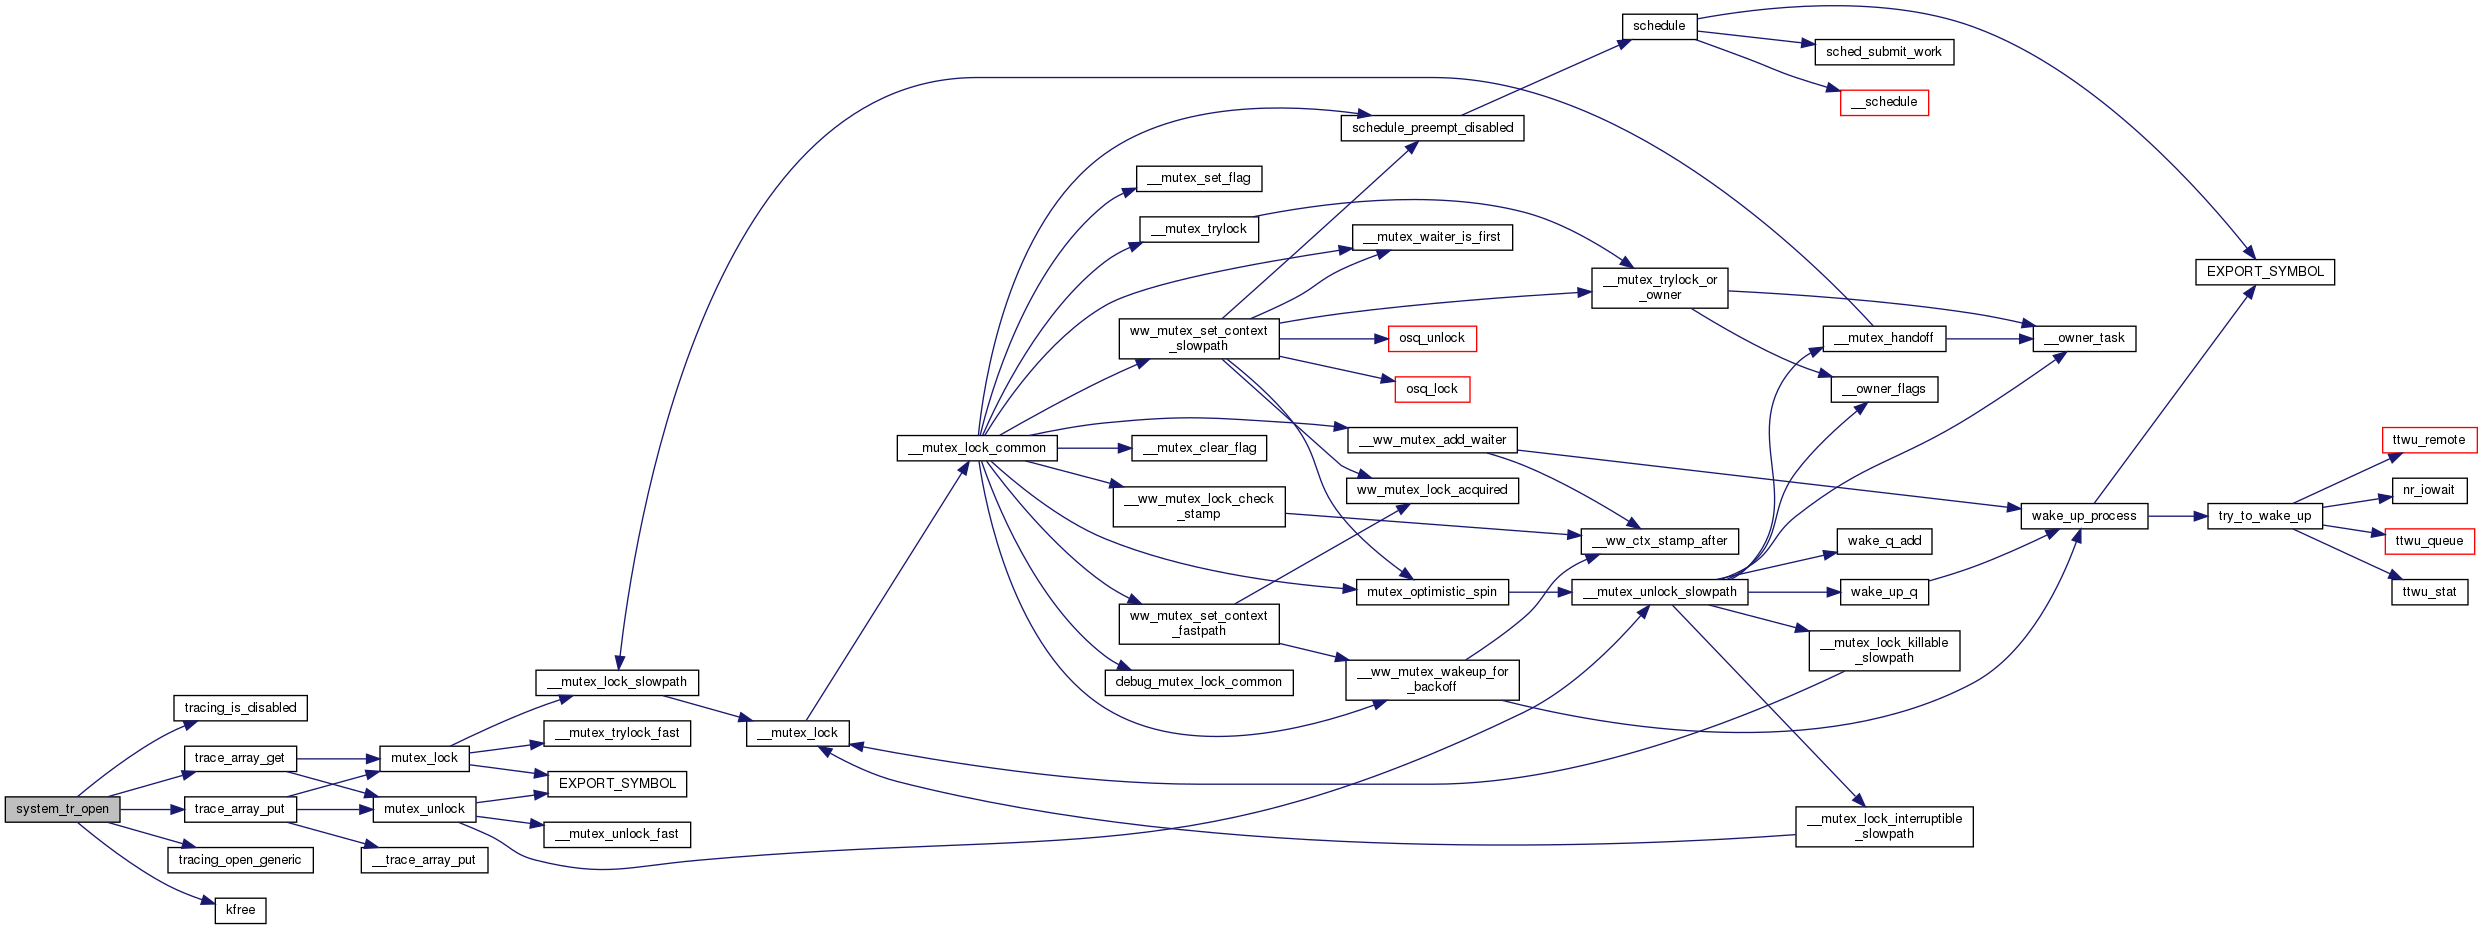 system_tr_open
tracing_is_disabled
trace_array_get
trace_array_put
tracing_open_generic
kfree
mutex_lock
mutex_unlock
__trace_array_put
__mutex_lock_slowpath
__mutex_trylock_fast
EXPORT_SYMBOL
__mutex_unlock_fast
__mutex_lock
__mutex_lock_common
__mutex_set_flag
__mutex_trylock
ww_mutex_set_context
_slowpath
__mutex_clear_flag
__ww_mutex_lock_check
_stamp
ww_mutex_set_context
_fastpath
debug_mutex_lock_common
schedule_preempt_disabled
__mutex_waiter_is_first
osq_unlock
osq_lock
__ww_mutex_add_waiter
ww_mutex_lock_acquired
mutex_optimistic_spin
__ww_mutex_wakeup_for
_backoff
schedule
__mutex_trylock_or
_owner
__ww_ctx_stamp_after
__mutex_unlock_slowpath
sched_submit_work
__schedule
__mutex_handoff
__owner_flags
wake_q_add
wake_up_q
__mutex_lock_killable
_slowpath
__mutex_lock_interruptible
_slowpath
__owner_task
wake_up_process
EXPORT_SYMBOL
try_to_wake_up
ttwu_remote
nr_iowait
ttwu_queue
ttwu_stat